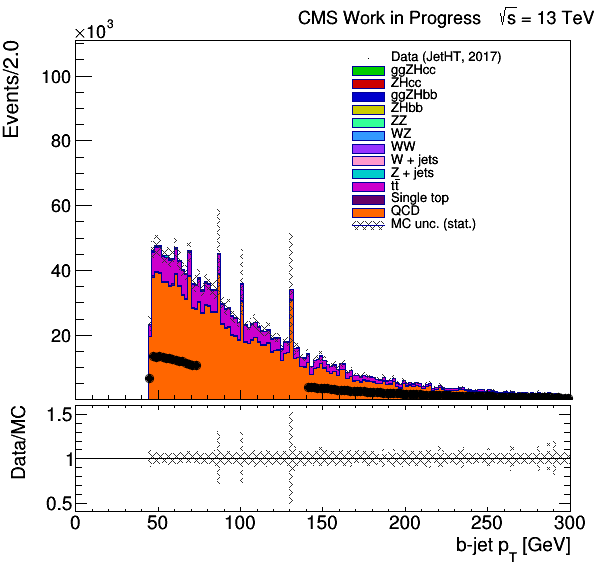 CMS Work in Progress √s = 13 TeV
×10³
Events/2.0
100
80
60
40
20
Data (JetHT, 2017)
ggZHcc
ZHcc
ggZHbb
ZHbb
ZZ
WZ
WW
W + jets
Z + jets
tt̄
Single top
QCD
MC unc. (stat.)
Data/MC
1.5
1
0.5
0 50 100 150 200 250 300
b-jet p_T [GeV]